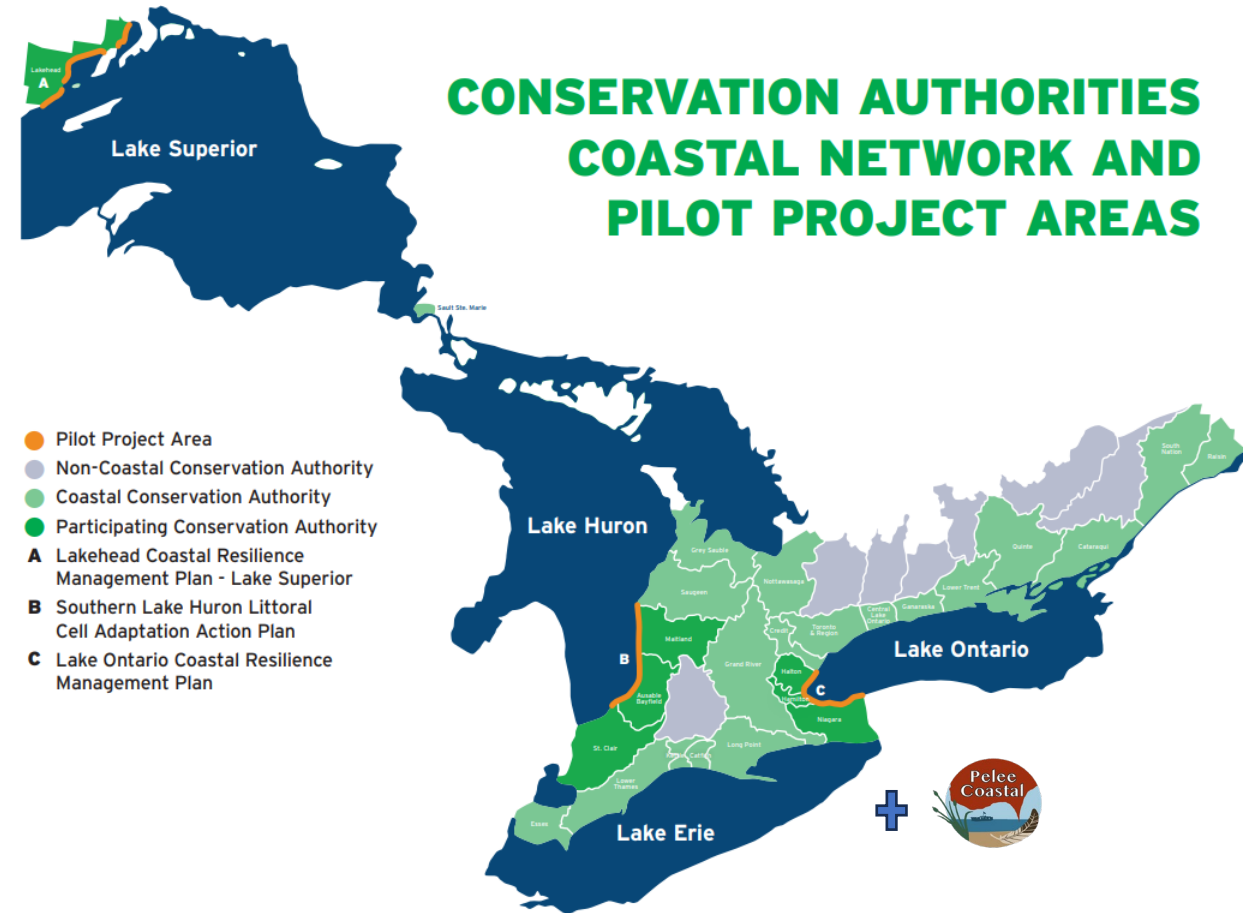 CONSERVATION AUTHORITIES
COASTAL NETWORK AND
PILOT PROJECT AREAS
Lakehead
A
Lake Superior
Sault Ste. Marie
Pilot Project Area
Non-Coastal Conservation Authority
Coastal Conservation Authority
Participating Conservation Authority
A Lakehead Coastal Resilience
Management Plan - Lake Superior
B Southern Lake Huron Littoral
Cell Adaptation Action Plan
C Lake Ontario Coastal Resilience
Management Plan
Lake Huron
Grey Sauble
Saugeen
Nottawasaga
South
Nation
Raisin
Quinte
Cataraqui
Lower Trent
Ganaraska
Central
Lake
Ontario
Toronto
& Region
Credit
Maitland
B
Grand River
Halton
Hamilton
C
Lake Ontario
Ausable
Bayfield
Niagara
St. Clair
Long Point
Catfish
Lower
Thames
Essex
Lake Erie
Pelee
Coastal